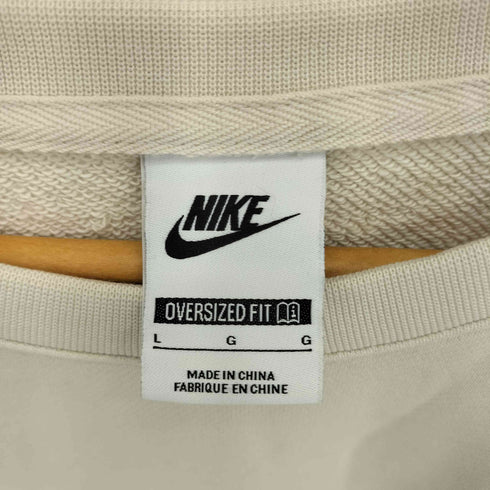 NIKE
OVERSIZED FIT
L G G
MADE IN CHINA
FABRIQUE EN CHINE